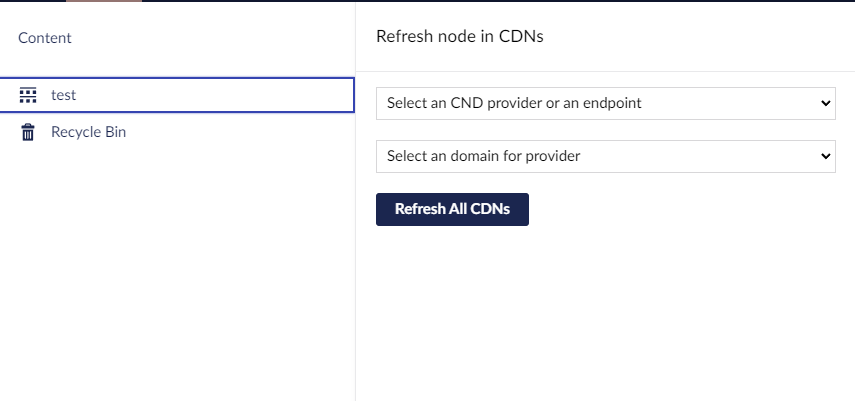 Content
test
Recycle Bin
Refresh node in CDNs
Select an CND provider or an endpoint
Select an domain for provider
Refresh All CDNs